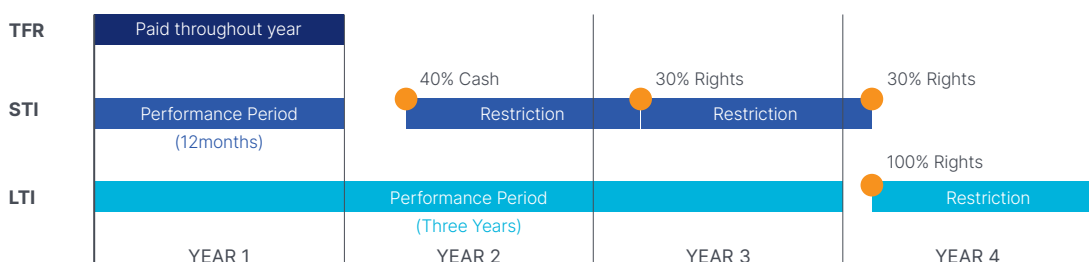 TFR
Paid throughout year
40% Cash
30% Rights
30% Rights
STI
Performance Period
Restriction
Restriction
(12months)
100% Rights
LTI
Performance Period
Restriction
(Three Years)
YEAR 1
YEAR 2
YEAR 3
YEAR 4